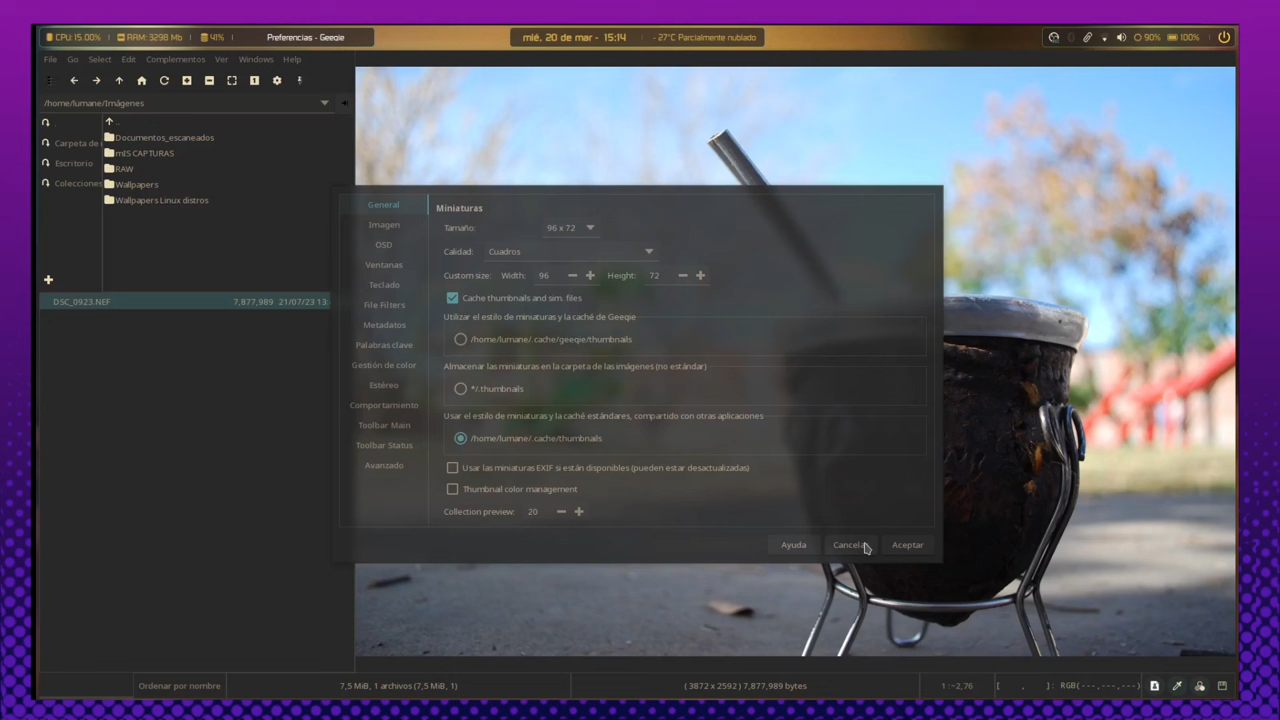 CPU: 15.00% | RAM: 3298 Mb | 41% | Preferencias - Geeqie
mié, 20 de mar - 15:14 | - 27°C Parcialmente nublado
90% 100% |
File Go Select Edit Complementos Ver Windows Help
/home/lumane/Imágenes
..
Documentos_escaneados
Carpeta de
mIS CAPTURAS
Escritorio
RAW
Colecciones
Wallpapers
Wallpapers Linux distros
DSC_0923.NEF 7,877,989 21/07/23 13:
General
Imagen
OSD
Ventanas
Teclado
File Filters
Metadatos
Palabras clave
Gestión de color
Estéreo
Comportamiento
Toolbar Main
Toolbar Status
Avanzado
Miniaturas
Tamaño: 96 x 72
Calidad: Cuadros
Custom size: Width: 96 Height: 72
Cache thumbnails and sim. files
Utilizar el estilo de miniaturas y la caché de Geeqie
/home/lumane/.cache/geeqie/thumbnails
Almacenar las miniaturas en la carpeta de las imágenes (no estándar)
*/.thumbnails
Usar el estilo de miniaturas y la caché estándares, compartido con otras aplicaciones
/home/lumane/.cache/thumbnails
Usar las miniaturas EXIF si están disponibles (pueden estar desactualizadas)
Thumbnail color management
Collection preview: 20
Ayuda Cancelar Aceptar
Ordenar por nombre 7,5 MiB, 1 archivos (7,5 MiB, 1) ( 3872 x 2592 ) 7,877,989 bytes 1 :~2,76 [ , ]: RGB(---,---,---)